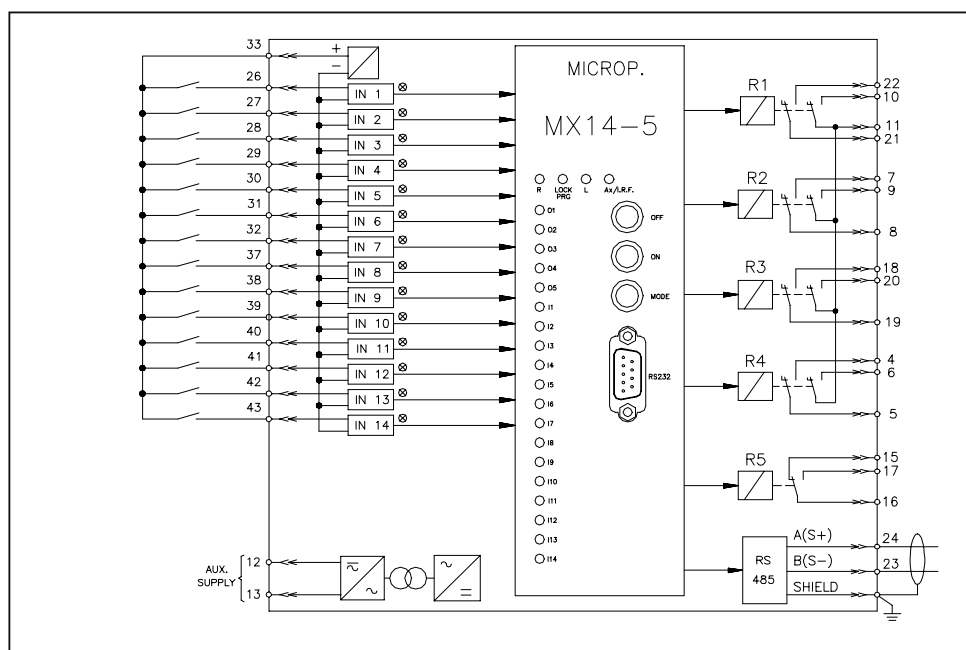 33
+
−
26
IN 1
27
IN 2
28
IN 3
29
IN 4
30
IN 5
31
IN 6
32
IN 7
37
IN 8
38
IN 9
39
IN 10
40
IN 11
41
IN 12
42
IN 13
43
IN 14
AUX.
SUPPLY
12
13
MICROP.
MX14-5
R
LOCK
PRG
L
Ax/I.R.F.
O1
O2
O3
O4
O5
I1
I2
I3
I4
I5
I6
I7
I8
I9
I10
I11
I12
I13
I14
OFF
ON
MODE
RS232
R1
22
10
11
21
R2
7
9
8
R3
18
20
19
R4
4
6
5
R5
15
17
16
RS
485
A(S+)
24
B(S-)
23
SHIELD